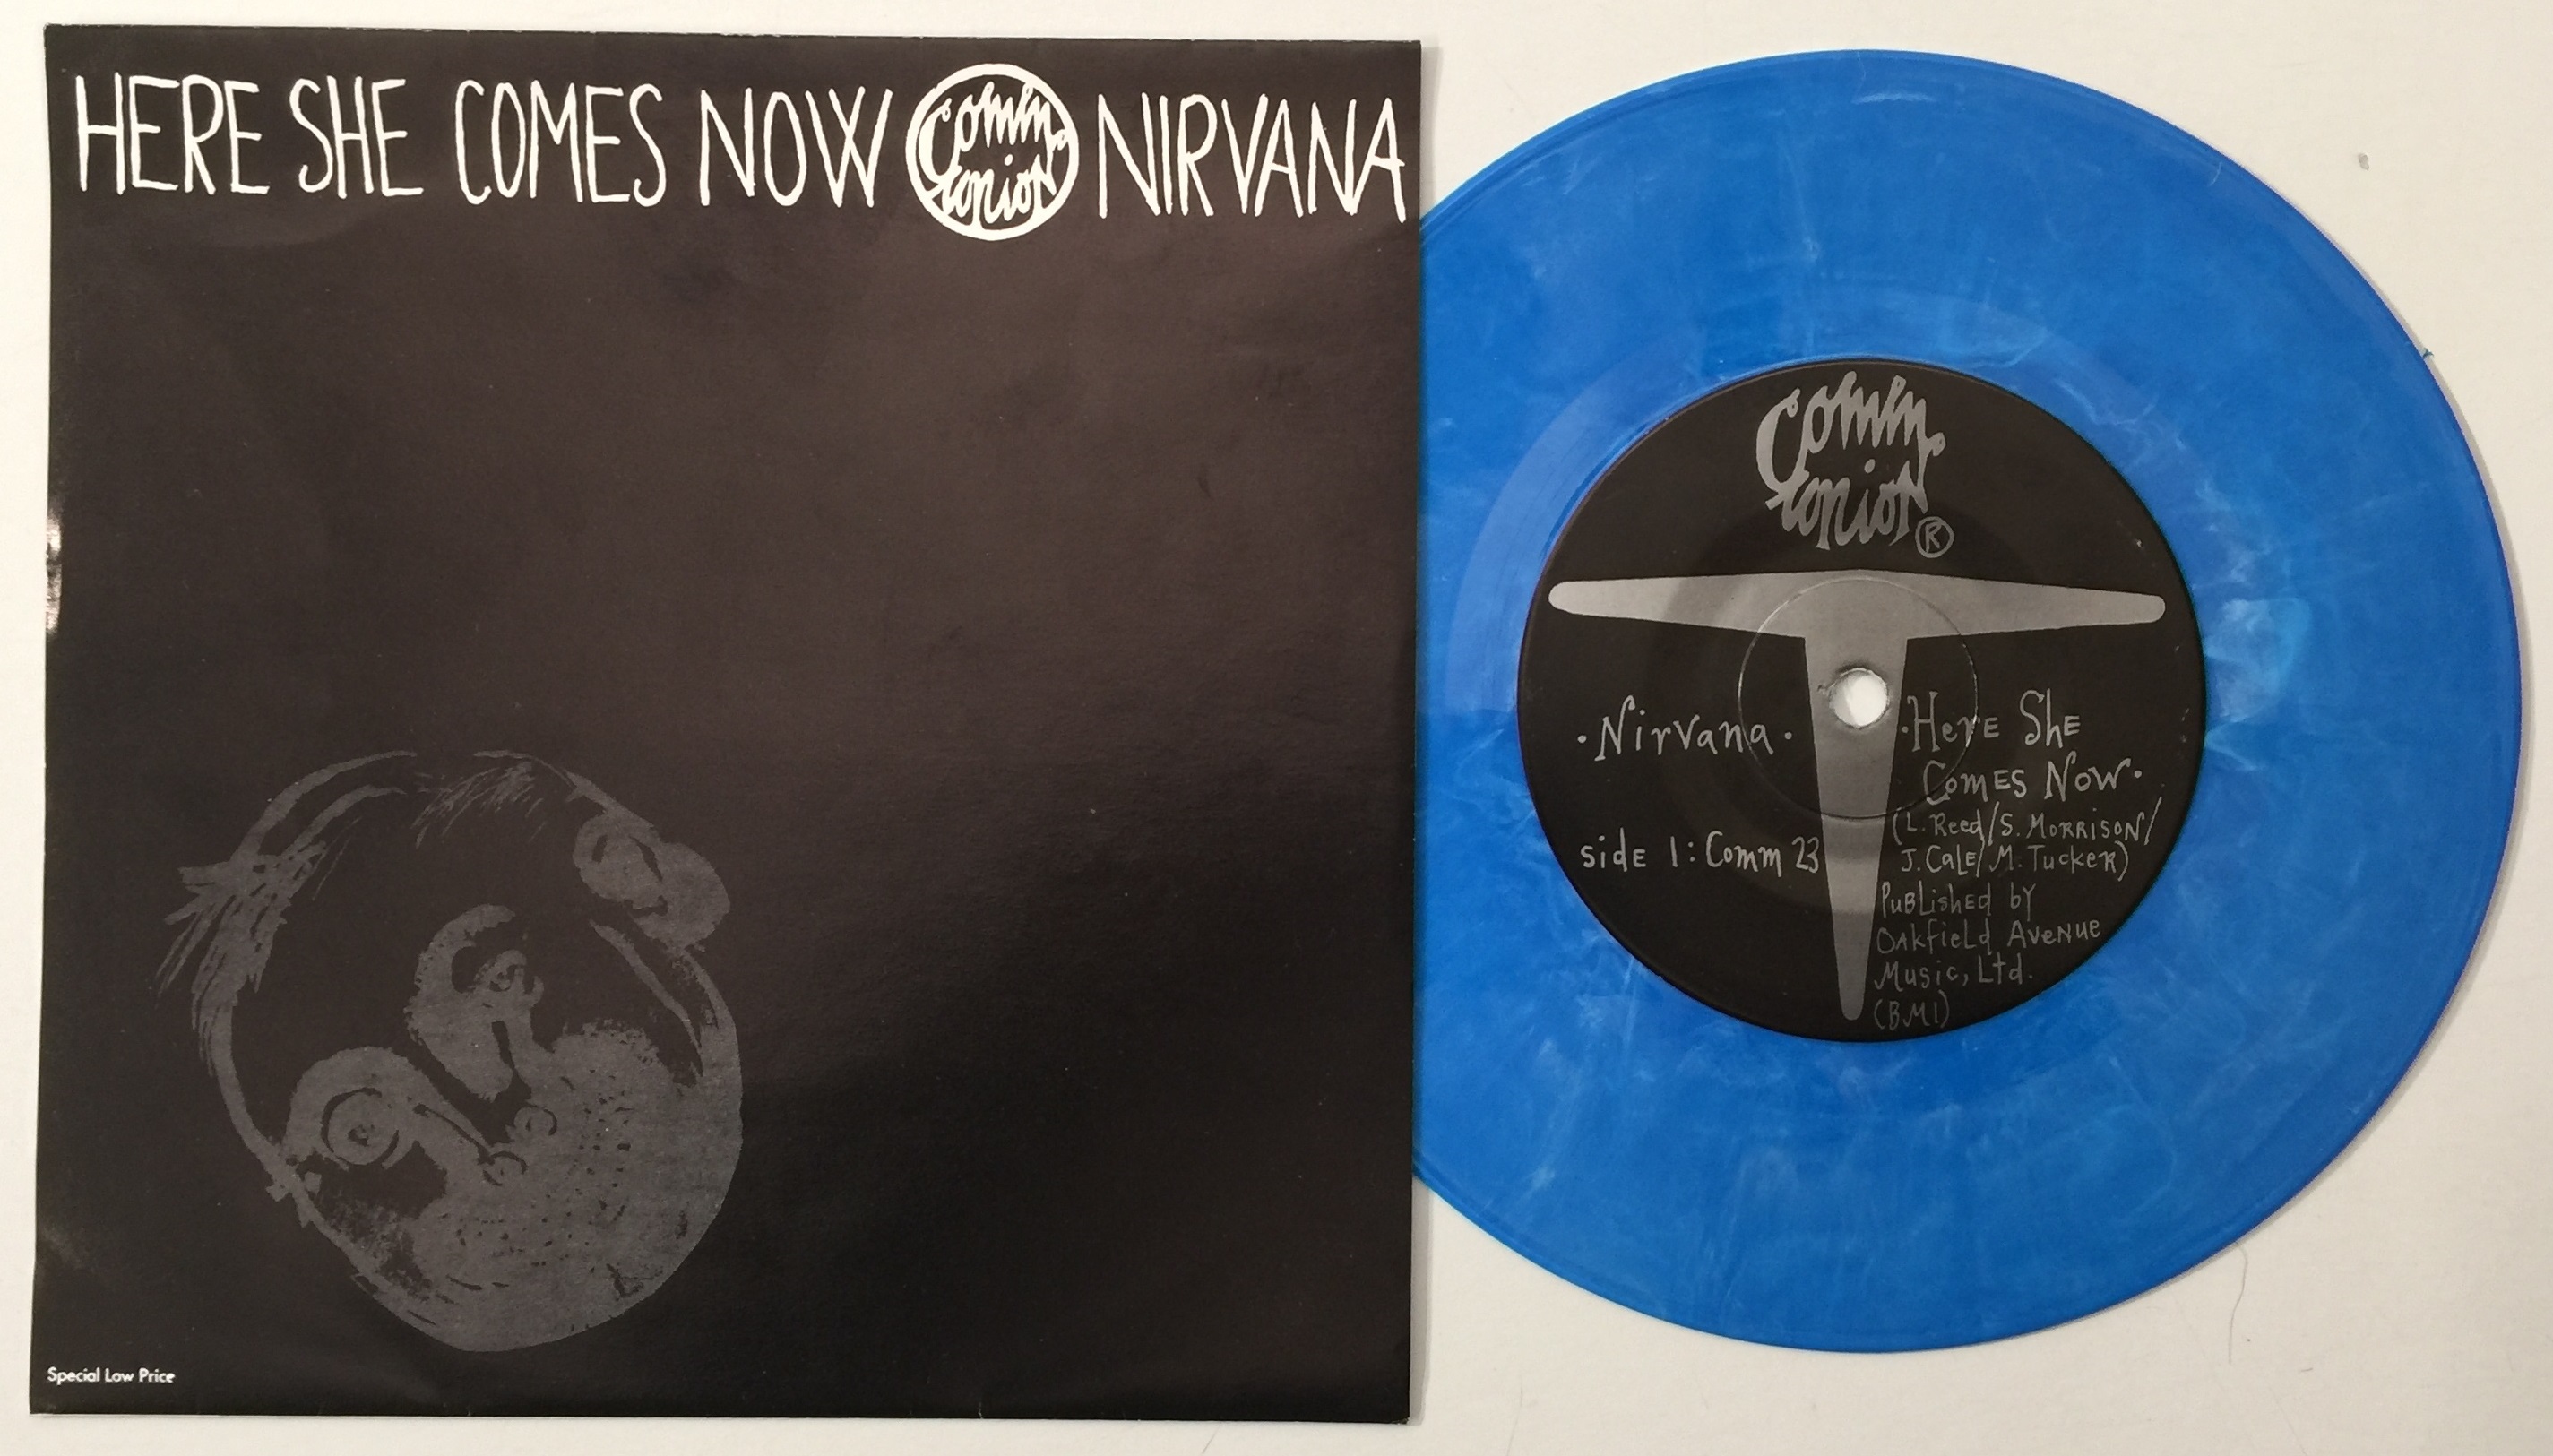 HERE SHE COMES NOW Comm union NIRVANA
Special Low Price
Comm
union ®
·Nirvana·
side 1: Comm 23
·Here She
Comes Now·
(L. Reed/S. Morrison/
J. Cale/M. Tucker)
Published by
Oakfield Avenue
Music, Ltd.
(BMI)